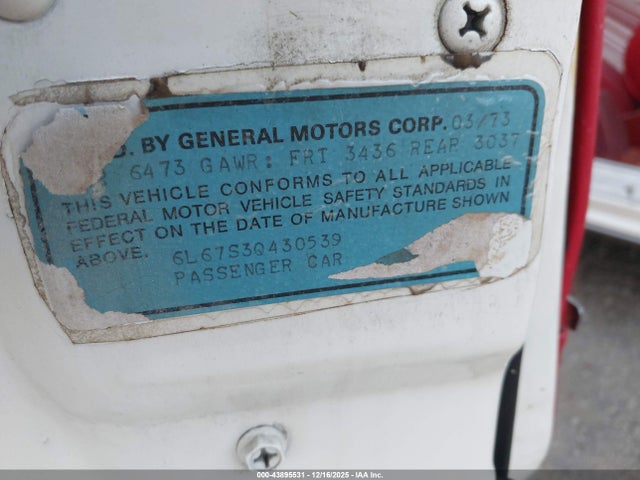 . BY GENERAL MOTORS CORP. 03/73
6473 GAWR: FRT 3436 REAR 3037
THIS VEHICLE CONFORMS TO ALL APPLICABLE
FEDERAL MOTOR VEHICLE SAFETY STANDARDS IN
EFFECT ON THE DATE OF MANUFACTURE SHOWN
ABOVE. 6L67S3Q430539
PASSENGER CAR
000-43895531 - 12/16/2025 - IAA Inc.